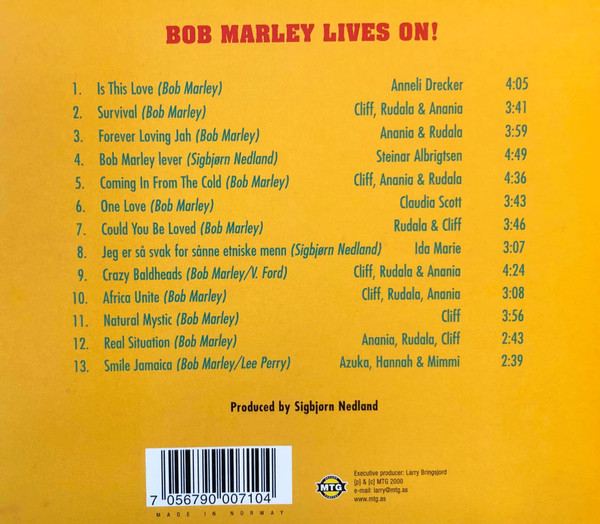 BOB MARLEY LIVES ON!
1. Is This Love (Bob Marley) Anneli Drecker 4:05
2. Survival (Bob Marley) Cliff, Rudala & Anania 3:41
3. Forever Loving Jah (Bob Marley) Anania & Rudala 3:59
4. Bob Marley lever (Sigbjørn Nedland) Steinar Albrigtsen 4:49
5. Coming In From The Cold (Bob Marley) Cliff, Anania & Rudala 4:36
6. One Love (Bob Marley) Claudia Scott 3:43
7. Could You Be Loved (Bob Marley) Rudala & Cliff 3:46
8. Jeg er så svak for sånne etniske menn (Sigbjørn Nedland) Ida Marie 3:07
9. Crazy Baldheads (Bob Marley/V. Ford) Cliff, Rudala & Anania 4:24
10. Africa Unite (Bob Marley) Cliff, Rudala, Anania 3:08
11. Natural Mystic (Bob Marley) Cliff 3:56
12. Real Situation (Bob Marley) Anania, Rudala, Cliff 2:43
13. Smile Jamaica (Bob Marley/Lee Perry) Azuka, Hannah & Mimmi 2:39
Produced by Sigbjørn Nedland
7 056790 007104
MADE IN NORWAY
MTG
Executive producer: Larry Bringsjord
[p] & [c] MTG 2000
e-mail: larry@mtg.as
www.mtg.as